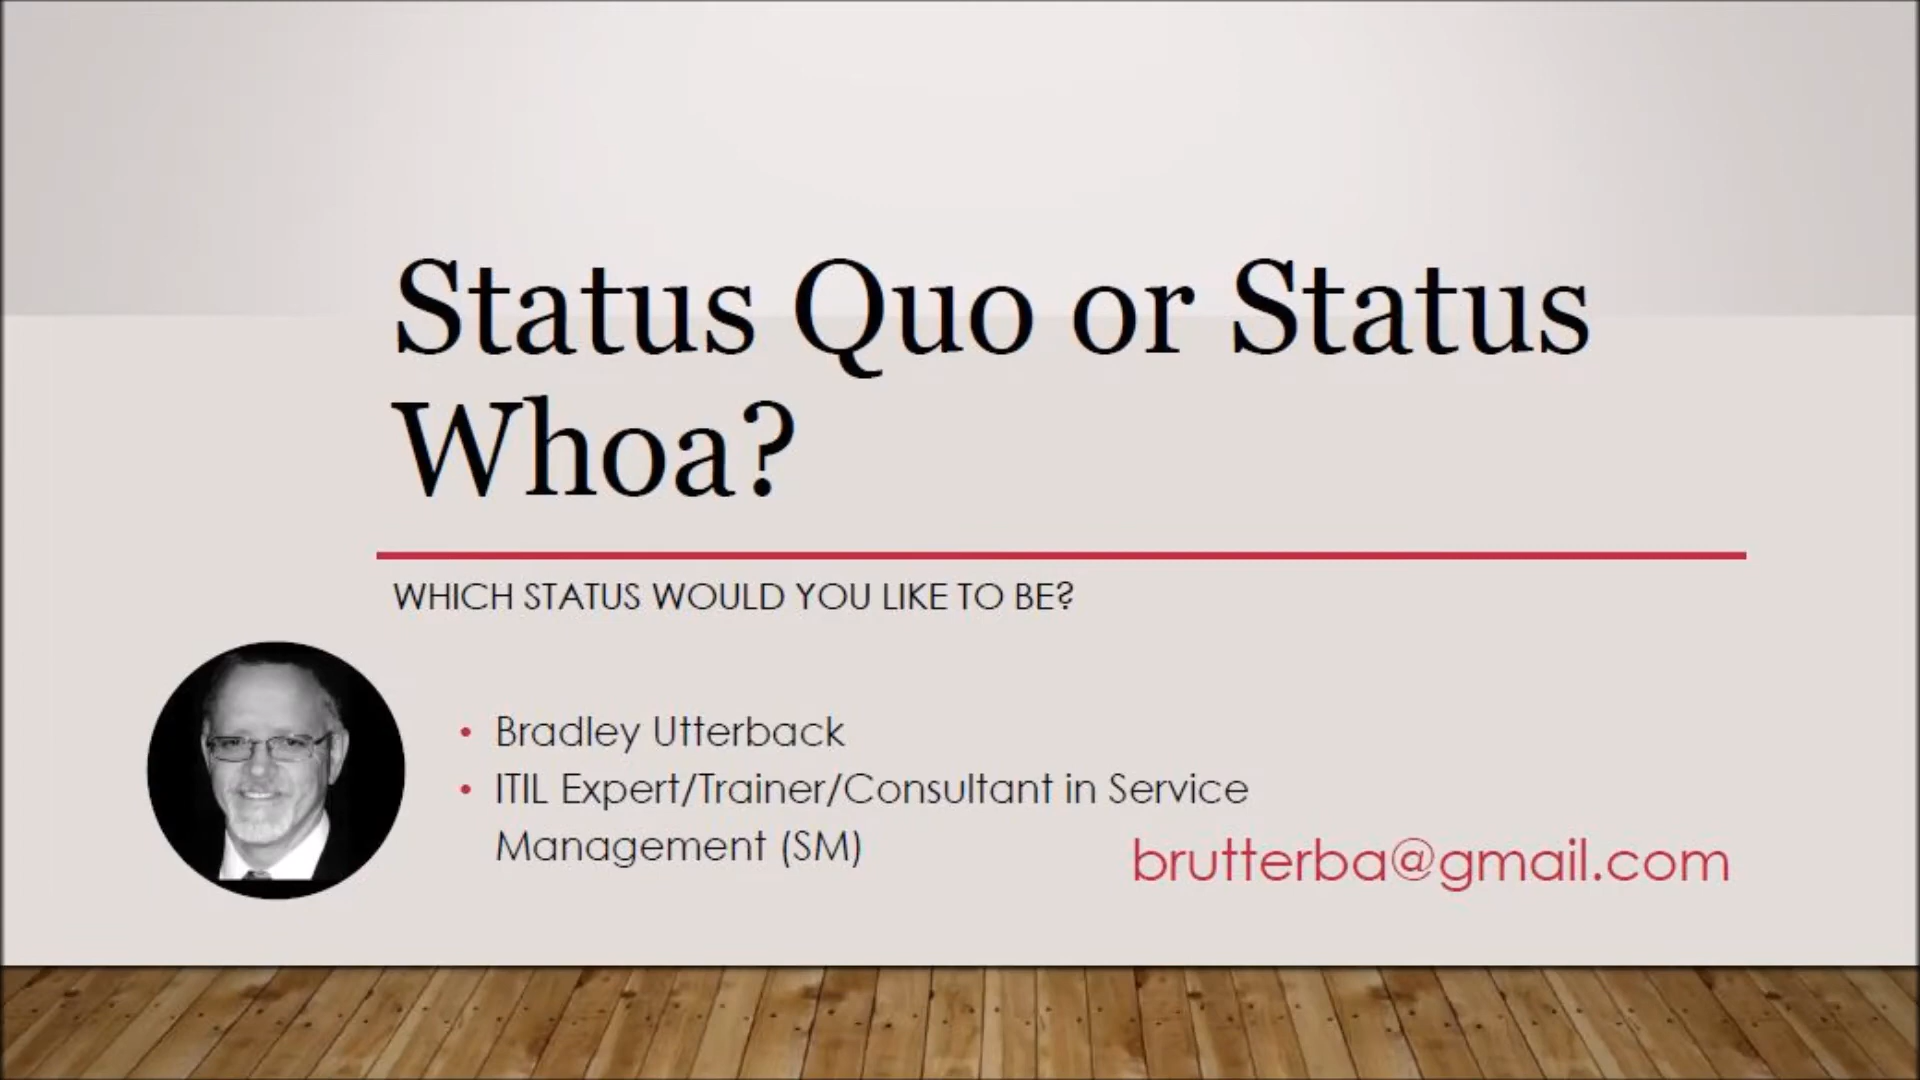 Status Quo or Status
Whoa?
WHICH STATUS WOULD YOU LIKE TO BE?
• Bradley Utterback
• ITIL Expert/Trainer/Consultant in Service
Management (SM)
brutterba@gmail.com